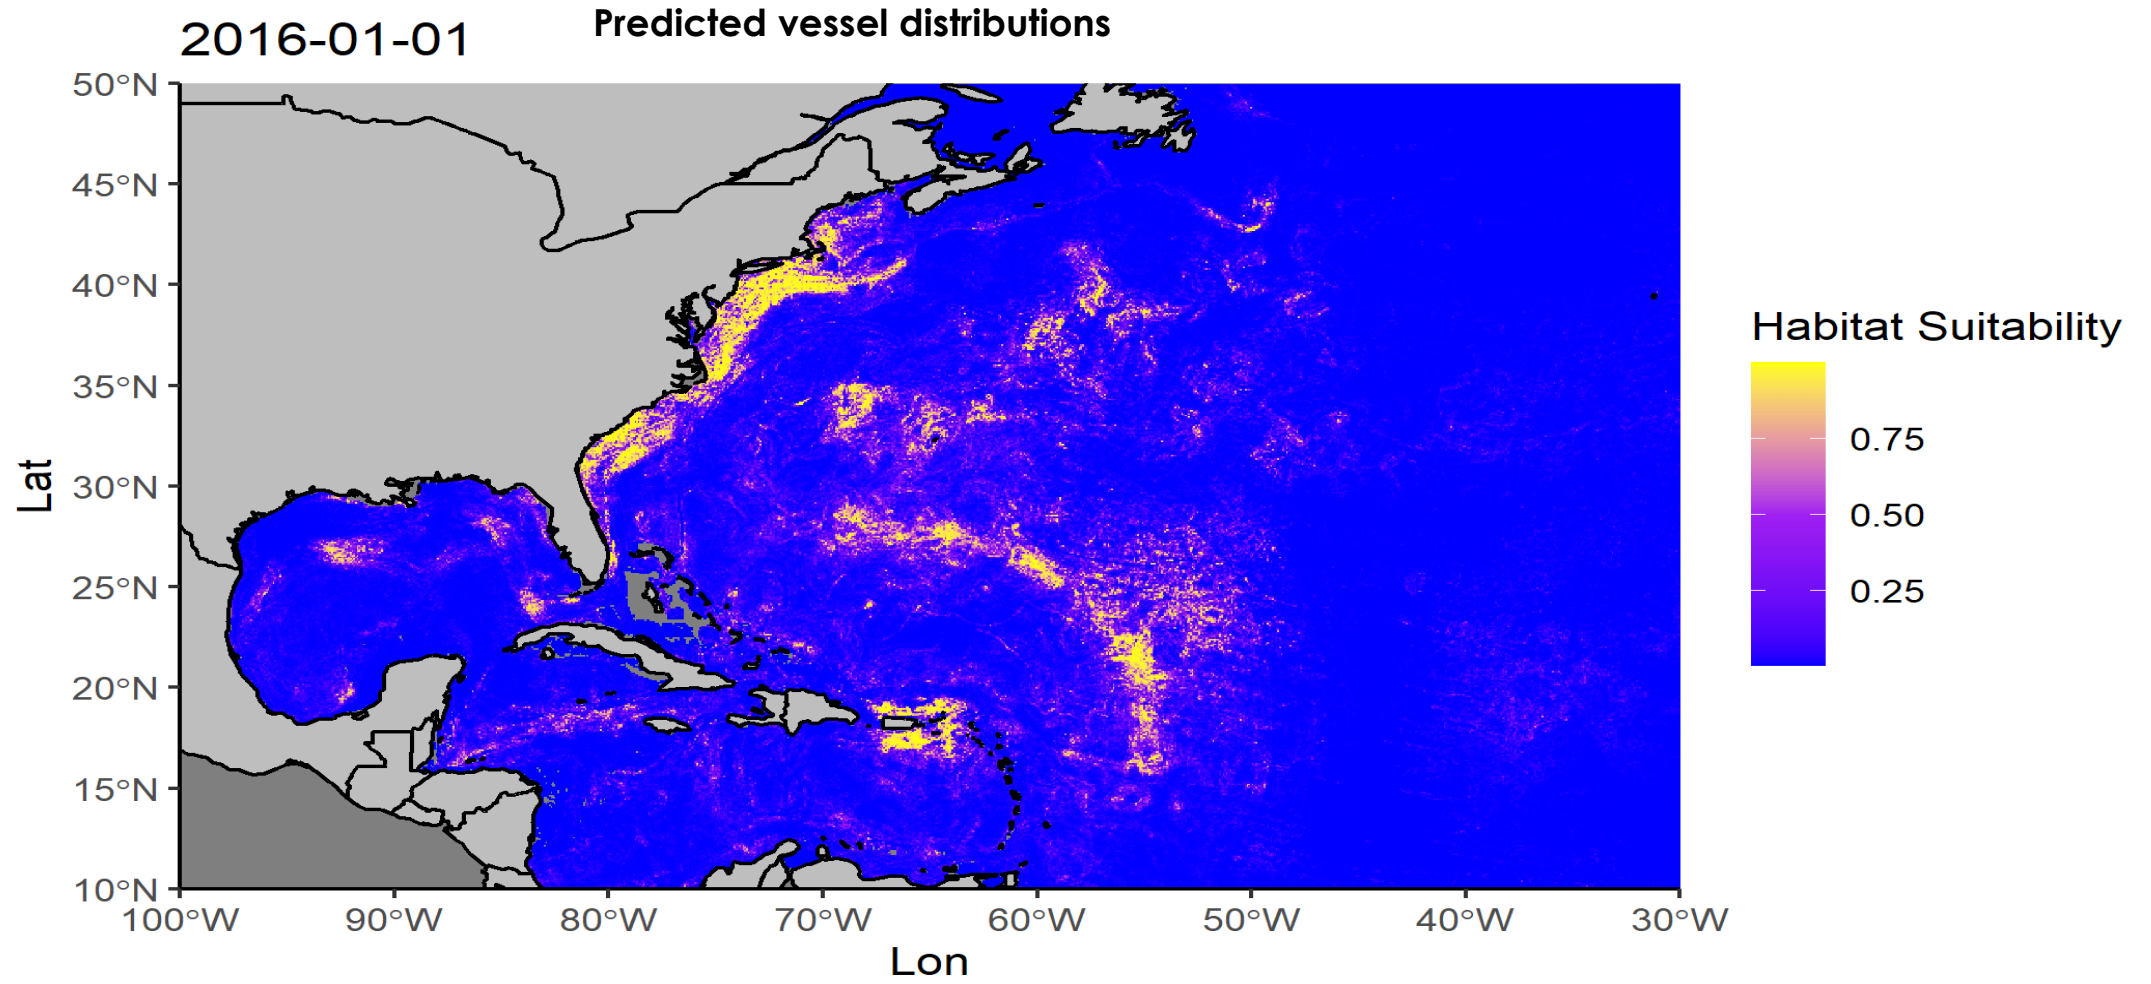 2016-01-01
Predicted vessel distributions
50°N
45°N
40°N
35°N
30°N
25°N
20°N
15°N
10°N
Lat
100°W
90°W
80°W
70°W
60°W
50°W
40°W
30°W
Lon
Habitat Suitability
0.75
0.50
0.25